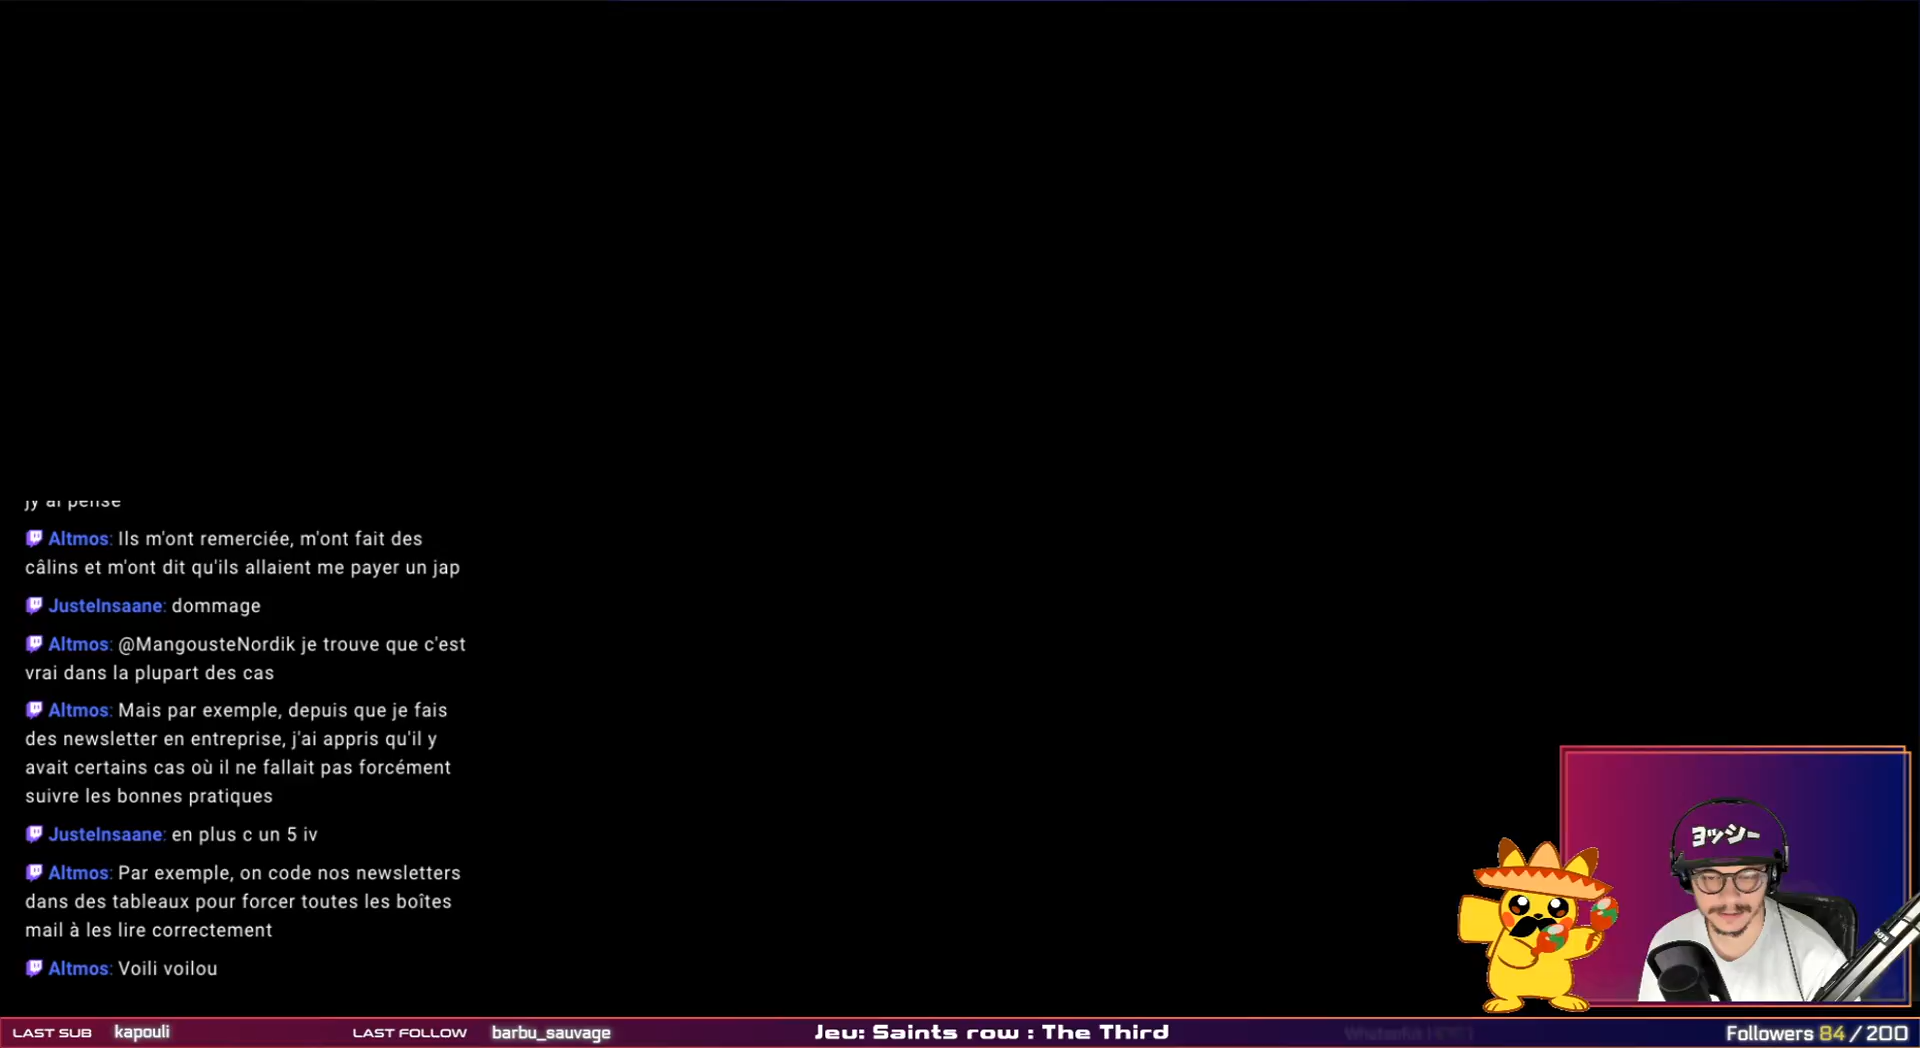 jy ai pensé
Altmos: Ils m'ont remerciée, m'ont fait des
câlins et m'ont dit qu'ils allaient me payer un jap
JusteInsaane: dommage
Altmos: @MangousteNordik je trouve que c'est
vrai dans la plupart des cas
Altmos: Mais par exemple, depuis que je fais
des newsletter en entreprise, j'ai appris qu'il y
avait certains cas où il ne fallait pas forcément
suivre les bonnes pratiques
JusteInsaane: en plus c un 5 iv
Altmos: Par exemple, on code nos newsletters
dans des tableaux pour forcer toutes les boîtes
mail à les lire correctement
Altmos: Voili voilou
ヨッシー
LAST SUB kapouli
LAST FOLLOW barbu_sauvage
Jeu: Saints row : The Third
Followers 84 / 200